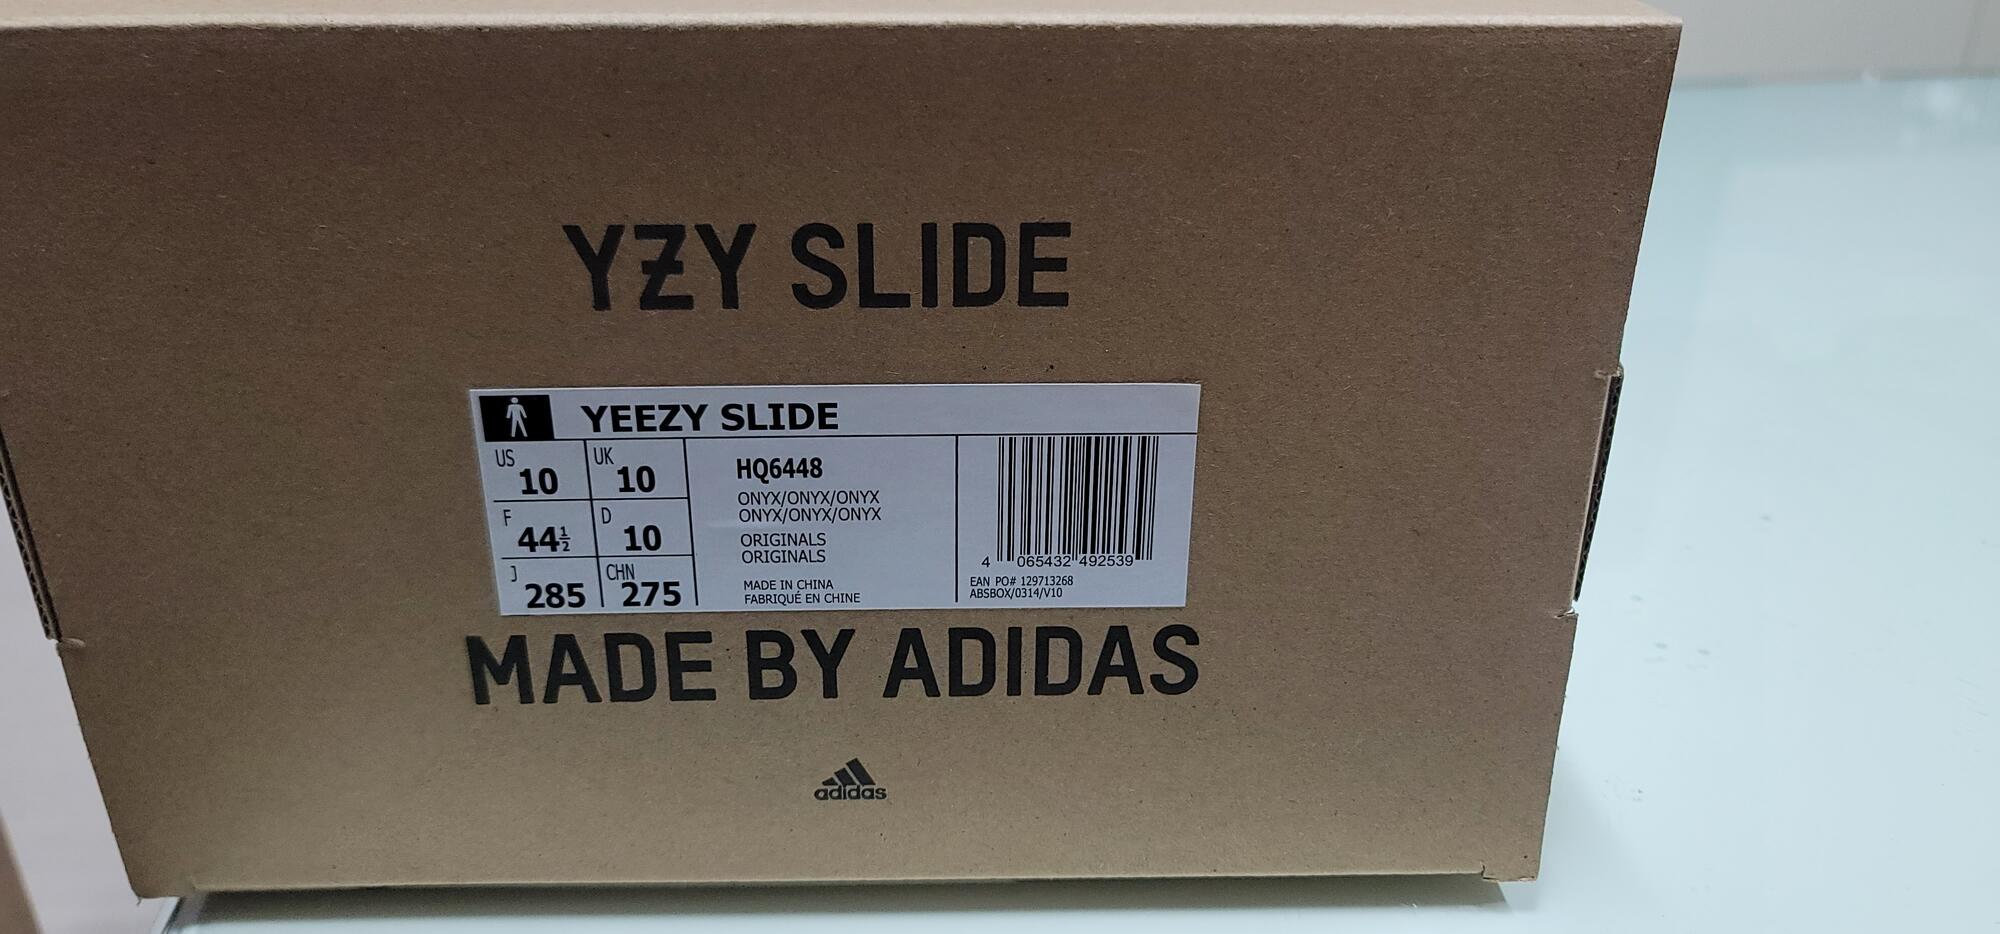 YZY SLIDE
YEEZY SLIDE
US 10 UK 10
F 44½ D 10
J 285 CHN 275
HQ6448
ONYX/ONYX/ONYX
ONYX/ONYX/ONYX
ORIGINALS
ORIGINALS
MADE IN CHINA
FABRIQUÉ EN CHINE
4 065432 492539
EAN PO# 129713268
ABSBOX/0314/V10
MADE BY ADIDAS
adidas